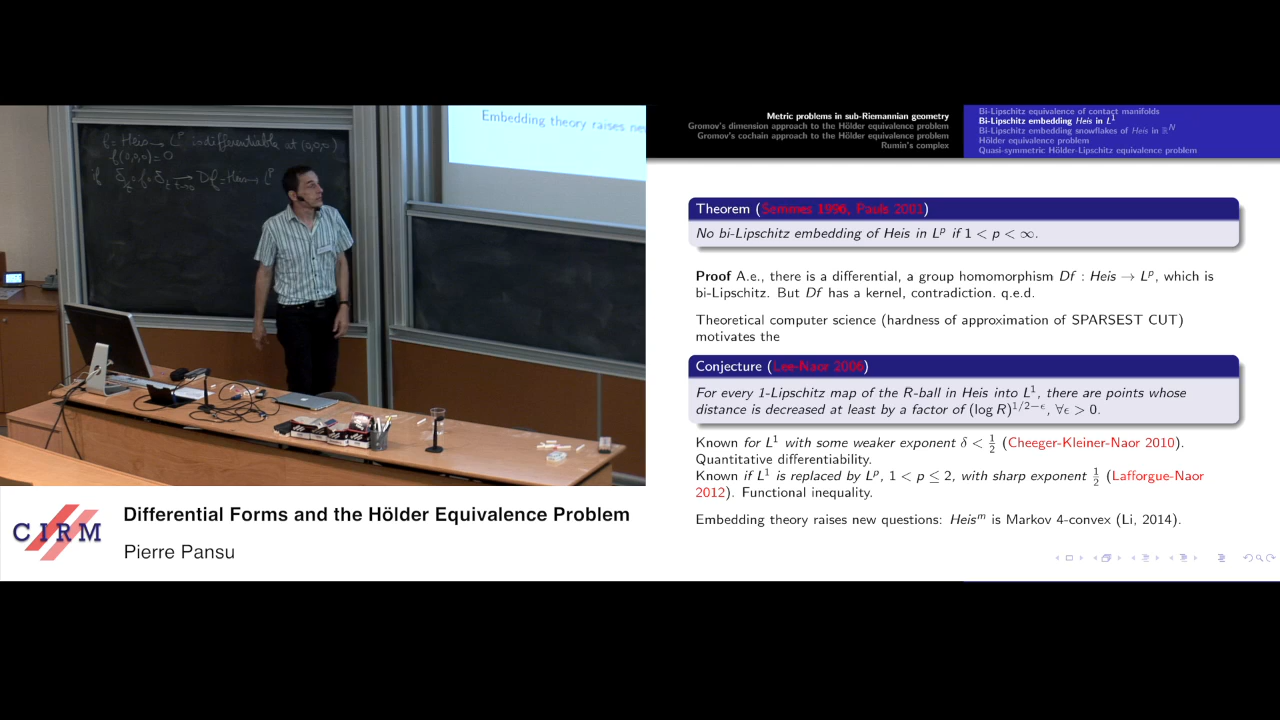 f: Heis → L^p is differentiable at (0,0,0)
f(0,0,0)=0
if δ_{1/t} ∘ f ∘ δ_t → Df: Heis → L^p
t→0
Embedding theory raises ne
CIRM
Differential Forms and the Hölder Equivalence Problem
Pierre Pansu
Metric problems in sub-Riemannian geometry
Gromov's dimension approach to the Hölder equivalence problem
Gromov's cochain approach to the Hölder equivalence problem
Rumin's complex
Bi-Lipschitz equivalence of contact manifolds
Bi-Lipschitz embedding Heis in L¹
Bi-Lipschitz embedding snowflakes of Heis in ℝ^N
Hölder equivalence problem
Quasi-symmetric Hölder-Lipschitz equivalence problem
Theorem (Semmes 1996, Pauls 2001)
No bi-Lipschitz embedding of Heis in L^p if 1 < p < ∞.
Proof A.e., there is a differential, a group homomorphism Df : Heis → L^p, which is
bi-Lipschitz. But Df has a kernel, contradiction. q.e.d.
Theoretical computer science (hardness of approximation of SPARSEST CUT)
motivates the
Conjecture (Lee-Naor 2006)
For every 1-Lipschitz map of the R-ball in Heis into L¹, there are points whose
distance is decreased at least by a factor of (log R)^{1/2−ϵ}, ∀ϵ > 0.
Known for L¹ with some weaker exponent δ < 1/2 (Cheeger-Kleiner-Naor 2010).
Quantitative differentiability.
Known if L¹ is replaced by L^p, 1 < p ≤ 2, with sharp exponent 1/2 (Lafforgue-Naor
2012). Functional inequality.
Embedding theory raises new questions: Heis^m is Markov 4-convex (Li, 2014).